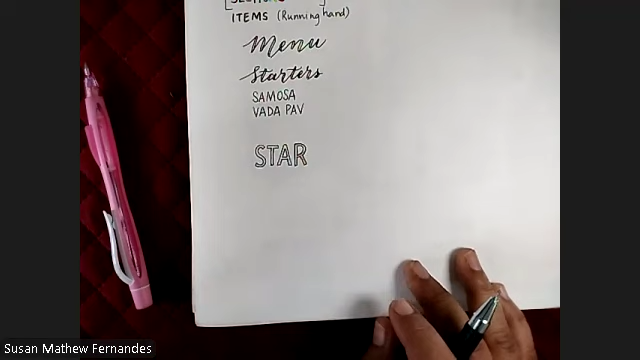 ITEMS (Running hand)
Menu
Starters
SAMOSA
VADA PAV
STAR
Susan Mathew Fernandes